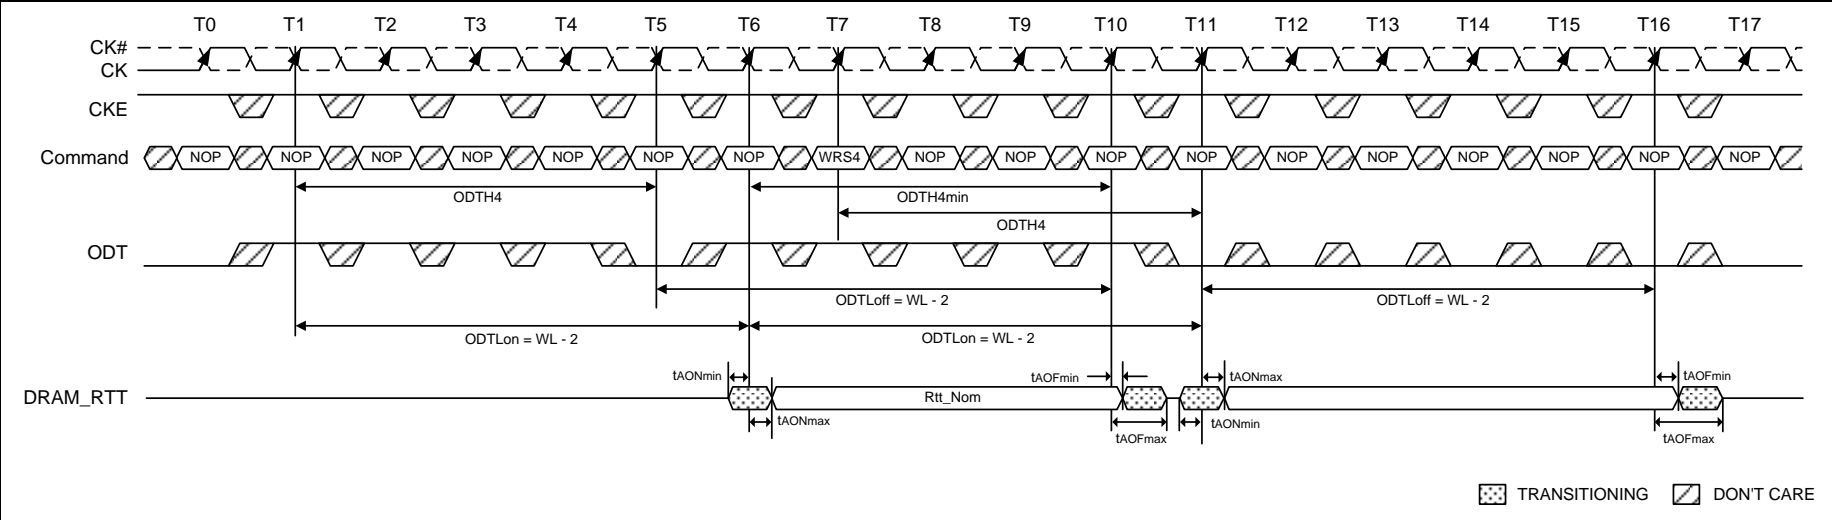 T0 T1 T2 T3 T4 T5 T6 T7 T8 T9 T10 T11 T12 T13 T14 T15 T16 T17
CK#
CK
CKE
Command NOP NOP NOP NOP NOP NOP NOP WRS4 NOP NOP NOP NOP NOP NOP NOP NOP NOP NOP
ODTH4 ODTH4min
ODTH4
ODT
ODTLoff = WL - 2 ODTLoff = WL - 2
ODTLon = WL - 2 ODTLon = WL - 2
tAONmin tAOFmin tAONmax tAOFmin
DRAM_RTT Rtt_Nom
tAONmax tAOFmax tAONmin tAOFmax
TRANSITIONING DON'T CARE